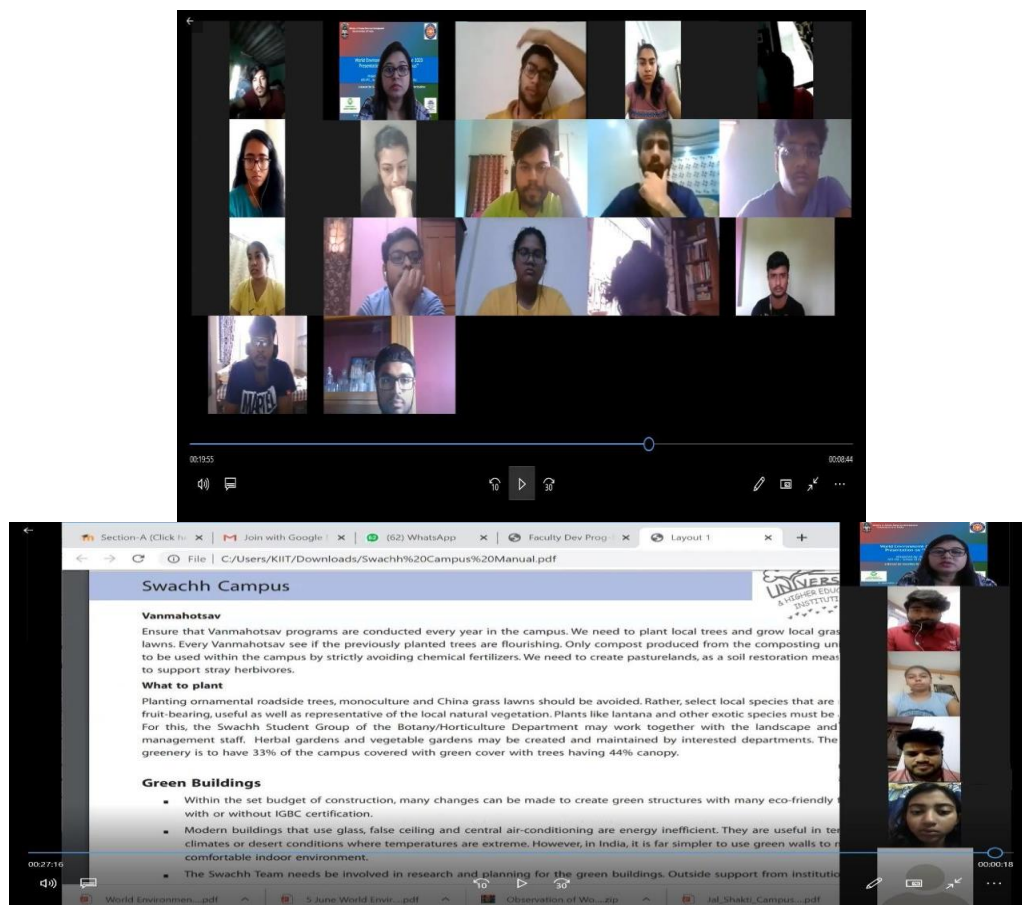 00:19:55
00:08:44
10
30
Section-A (Click h
Join with Google
(62) WhatsApp
Faculty Dev Prog
Layout 1
File | C:/Users/KIIT/Downloads/Swachh%20Campus%20Manual.pdf
Swachh Campus
UNIVERS
& HIGHER EDUC
INSTITUTI
Vanmahotsav
Ensure that Vanmahotsav programs are conducted every year in the campus. We need to plant local trees and grow local gras
lawns. Every Vanmahotsav see if the previously planted trees are flourishing. Only compost produced from the composting un
to be used within the campus by strictly avoiding chemical fertilizers. We need to create pasturelands, as a soil restoration meas
to support stray herbivores.
What to plant
Planting ornamental roadside trees, monoculture and China grass lawns should be avoided. Rather, select local species that are
fruit-bearing, useful as well as representative of the local natural vegetation. Plants like lantana and other exotic species must be
For this, the Swachh Student Group of the Botany/Horticulture Department may work together with the landscape and
management staff. Herbal gardens and vegetable gardens may be created and maintained by interested departments. The
greenery is to have 33% of the campus covered with green cover with trees having 44% canopy.
Green Buildings
Within the set budget of construction, many changes can be made to create green structures with many eco-friendly
with or without IGBC certification.
Modern buildings that use glass, false ceiling and central air-conditioning are energy inefficient. They are useful in ter
climates or desert conditions where temperatures are extreme. However, in India, it is far simpler to use green walls to
comfortable indoor environment.
The Swachh Team needs be involved in research and planning for the green buildings. Outside support from institutio
00:27:16
00:00:18
10
30
World Environmen....pdf
5 June World Envir....pdf
Observation of Wo....zip
Jal_Shakti_Campus....pdf